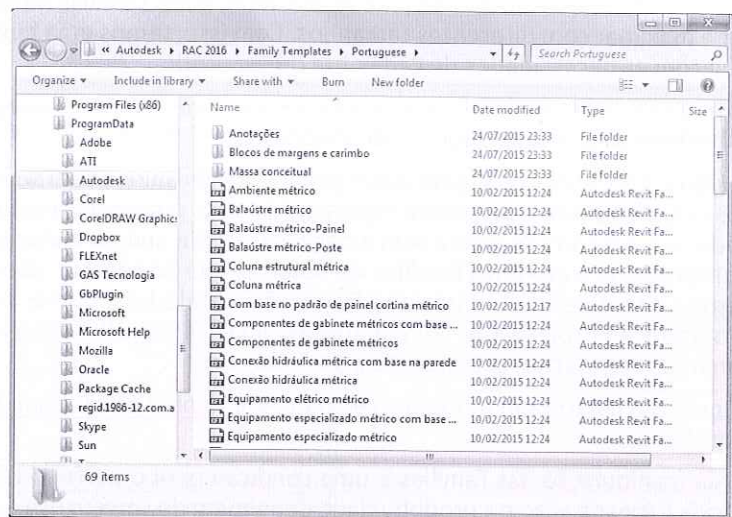 « Autodesk ▸ RAC 2016 ▸ Family Templates ▸ Portuguese ▸
Search Portuguese
Organize Include in library Share with Burn New folder
Program Files (x86)
ProgramData
Adobe
ATI
Autodesk
Corel
CorelDRAW Graphic
Dropbox
FLEXnet
GAS Tecnologia
GbPlugin
Microsoft
Microsoft Help
Mozilla
Oracle
Package Cache
regid.1986-12.com.a
Skype
Sun
Name Date modified Type Size
Anotações 24/07/2015 23:33 File folder
Blocos de margens e carimbo 24/07/2015 23:33 File folder
Massa conceitual 24/07/2015 23:33 File folder
Ambiente métrico 10/02/2015 12:24 Autodesk Revit Fa...
Balaústre métrico 10/02/2015 12:24 Autodesk Revit Fa...
Balaústre métrico-Painel 10/02/2015 12:24 Autodesk Revit Fa...
Balaústre métrico-Poste 10/02/2015 12:24 Autodesk Revit Fa...
Coluna estrutural métrica 10/02/2015 12:24 Autodesk Revit Fa...
Coluna métrica 10/02/2015 12:24 Autodesk Revit Fa...
Com base no padrão de painel cortina métrico 10/02/2015 12:17 Autodesk Revit Fa...
Componentes de gabinete métricos com base ... 10/02/2015 12:24 Autodesk Revit Fa...
Componentes de gabinete métricos 10/02/2015 12:24 Autodesk Revit Fa...
Conexão hidráulica métrica com base na parede 10/02/2015 12:24 Autodesk Revit Fa...
Conexão hidráulica métrica 10/02/2015 12:24 Autodesk Revit Fa...
Equipamento elétrico métrico 10/02/2015 12:24 Autodesk Revit Fa...
Equipamento especializado métrico com base ... 10/02/2015 12:24 Autodesk Revit Fa...
Equipamento especializado métrico 10/02/2015 12:24 Autodesk Revit Fa...
69 items